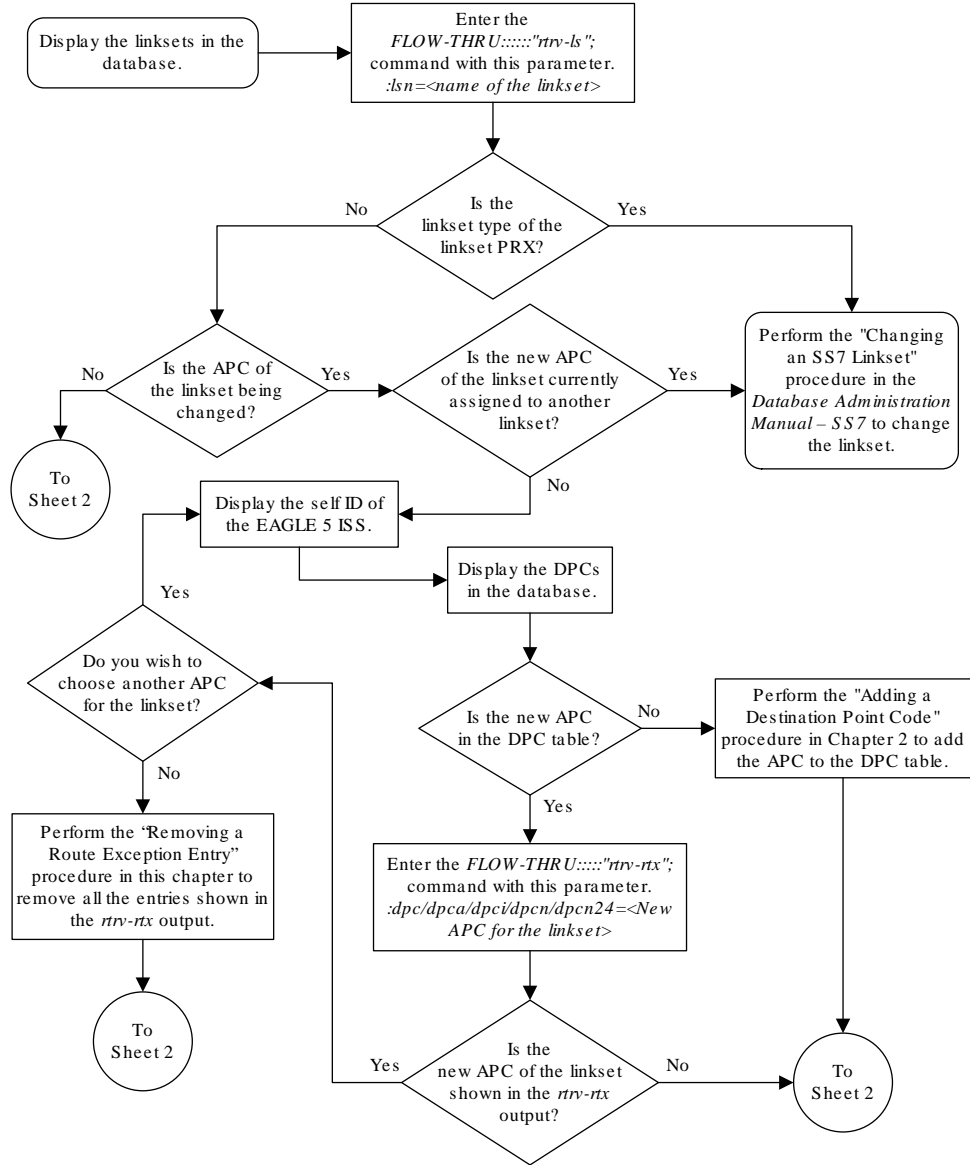 Display the linksets in the
database.
Enter the
FLOW-THRU::::::"rtrv-ls";
command with this parameter.
:lsn=<name of the linkset>
Is the
linkset type of the
linkset PRX?
No
Yes
Is the APC of
the linkset being
changed?
No
Yes
Is the new APC
of the linkset currently
assigned to another
linkset?
Yes
No
Perform the "Changing
an SS7 Linkset"
procedure in the
Database Administration
Manual – SS7 to change
the linkset.
To
Sheet 2
Display the self ID of
the EAGLE 5 ISS.
Display the DPCs
in the database.
Yes
Do you wish to
choose another APC
for the linkset?
No
Is the new APC
in the DPC table?
No
Yes
Perform the "Adding a
Destination Point Code"
procedure in Chapter 2 to add
the APC to the DPC table.
Perform the “Removing a
Route Exception Entry”
procedure in this chapter to
remove all the entries shown in
the rtrv-rtx output.
Enter the FLOW-THRU:::::"rtrv-rtx";
command with this parameter.
:dpc/dpca/dpci/dpcn/dpcn24=<New
APC for the linkset>
To
Sheet 2
Is the
new APC of the linkset
shown in the rtrv-rtx
output?
Yes
No
To
Sheet 2